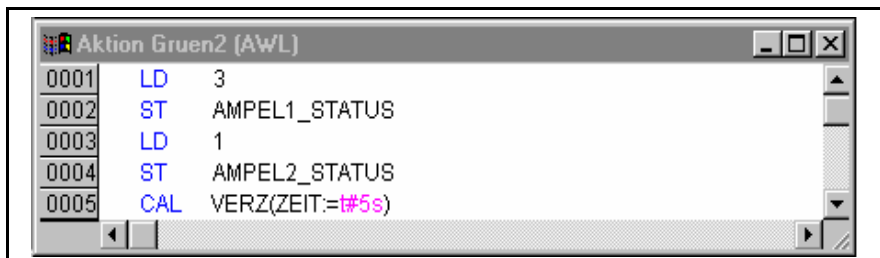 Aktion Gruen2 (AWL)
0001 LD 3
0002 ST AMPEL1_STATUS
0003 LD 1
0004 ST AMPEL2_STATUS
0005 CAL VERZ(ZEIT:=t#5s)